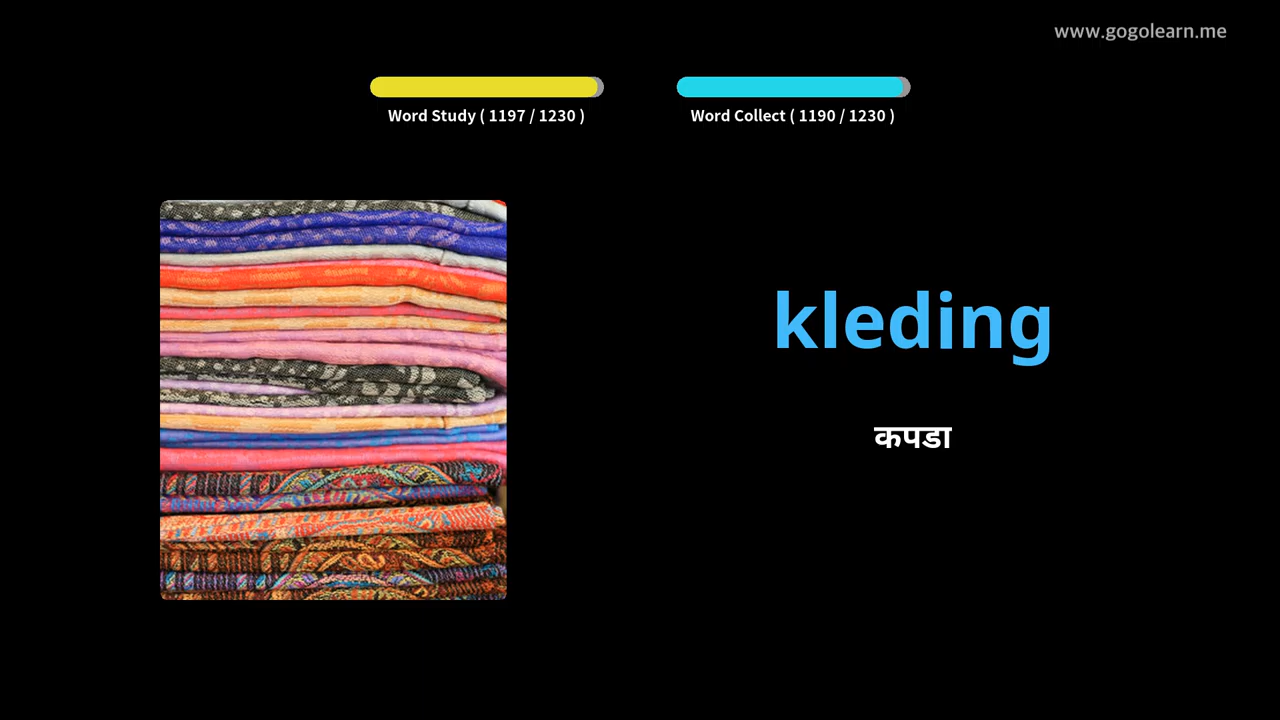 www.gogolearn.me
Word Study ( 1197 / 1230 )
Word Collect ( 1190 / 1230 )
kleding
कपडा